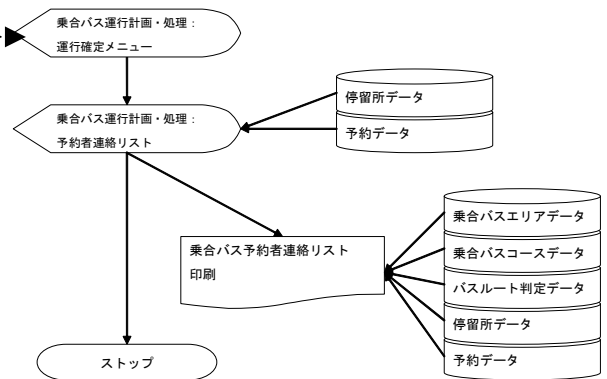 乗合バス運行計画・処理：
運行確定メニュー
乗合バス運行計画・処理：
予約者連絡リスト
停留所データ
予約データ
乗合バス予約者連絡リスト
印刷
乗合バスエリアデータ
乗合バスコースデータ
バスルート判定データ
停留所データ
予約データ
ストップ